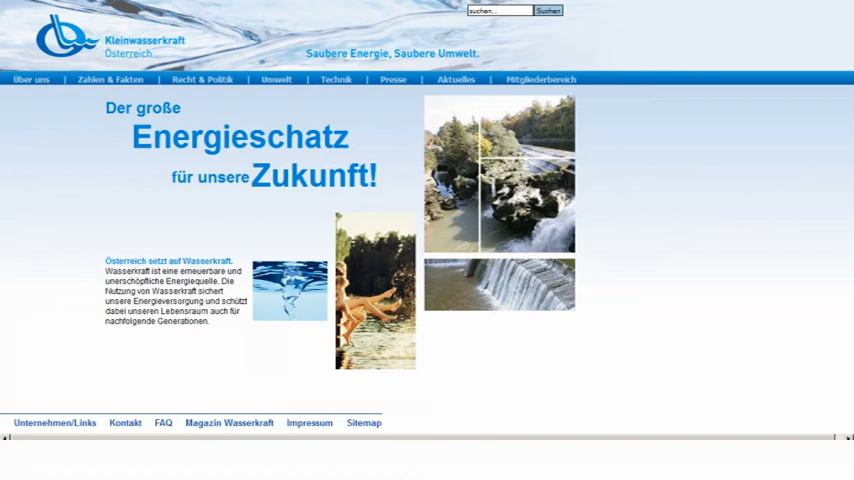 suchen... Suchen
Kleinwasserkraft
Österreich
Saubere Energie, Saubere Umwelt.
Über uns | Zahlen & Fakten | Recht & Politik | Umwelt | Technik | Presse | Aktuelles | Mitgliederbereich
Der große
Energieschatz
für unsere Zukunft!
Österreich setzt auf Wasserkraft.
Wasserkraft ist eine erneuerbare und
unerschöpfliche Energiequelle. Die
Nutzung von Wasserkraft sichert
unsere Energieversorgung und schützt
dabei unseren Lebensraum auch für
nachfolgende Generationen.
Unternehmen/Links Kontakt FAQ Magazin Wasserkraft Impressum Sitemap